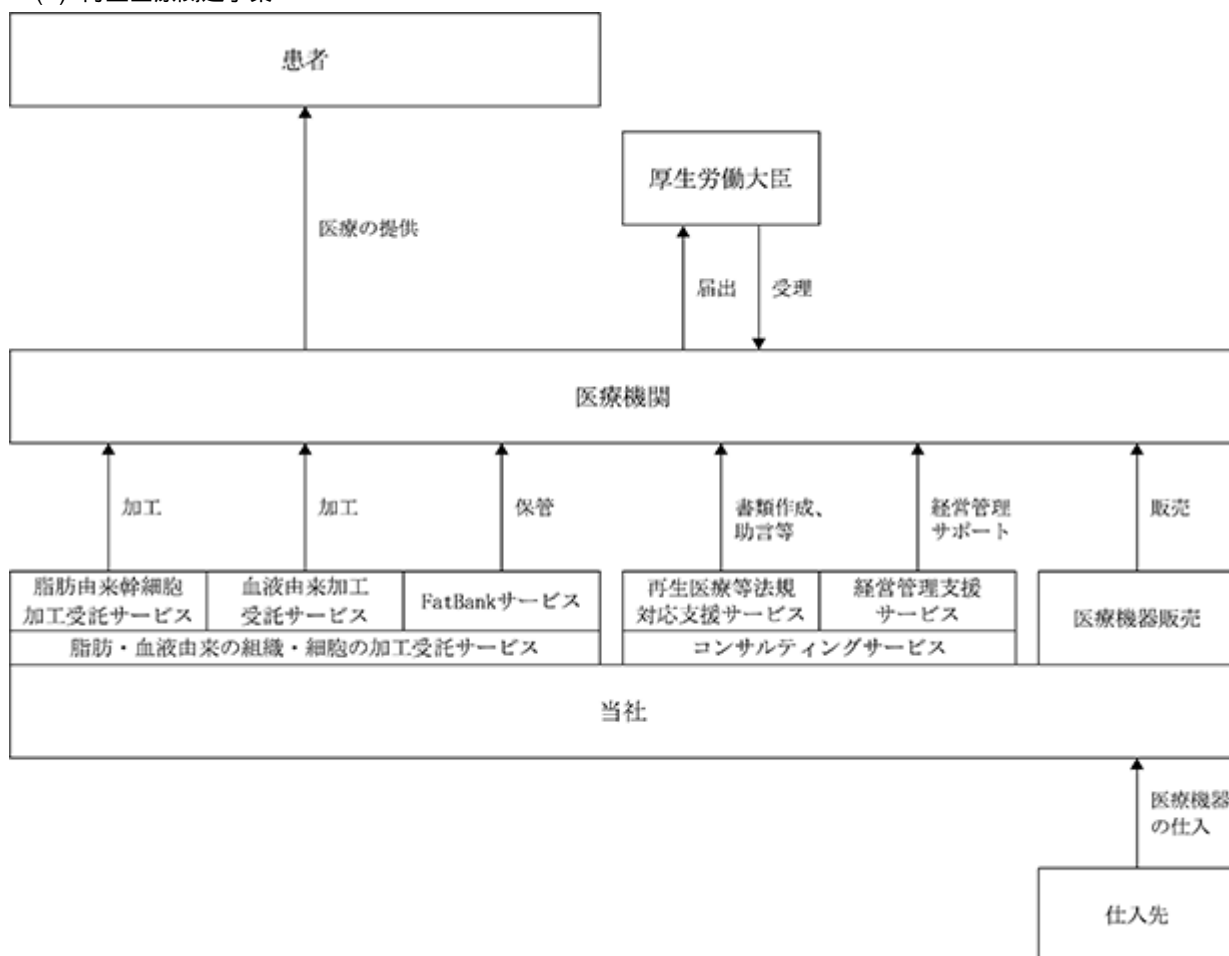 患者
厚生労働大臣
医療の提供
届出
受理
医療機関
加工
加工
保管
書類作成、
助言等
経営管理
サポート
販売
脂肪由来幹細胞
加工受託サービス
血液由来加工
受託サービス
FatBankサービス
再生医療等法規
対応支援サービス
経営管理支援
サービス
医療機器販売
脂肪・血液由来の組織・細胞の加工受託サービス
コンサルティングサービス
当社
医療機器
の仕入
仕入先